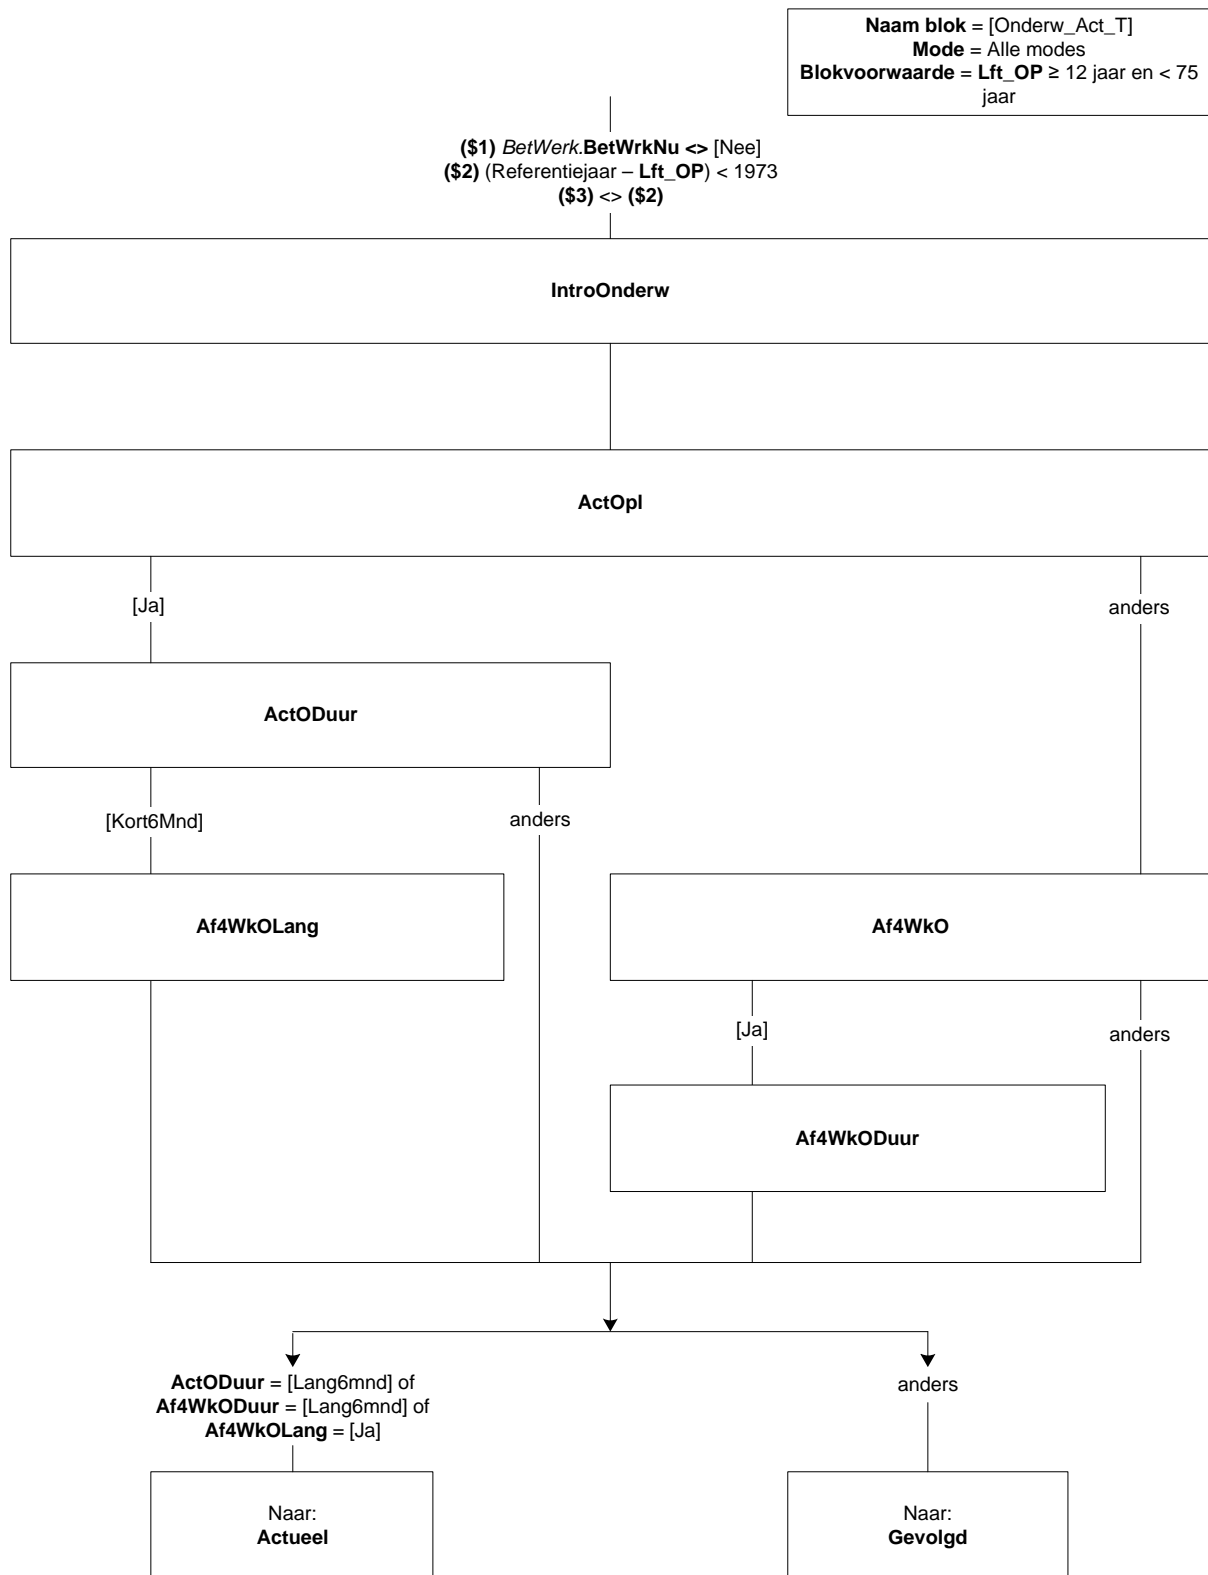 Naam blok = [Onderw_Act_T]
Mode = Alle modes
Blokvoorwaarde = Lft_OP ≥ 12 jaar en < 75
jaar
($1) BetWerk.BetWrkNu <> [Nee]
($2) (Referentiejaar – Lft_OP) < 1973
($3) <> ($2)
IntroOnderw
ActOpl
[Ja]
anders
ActODuur
[Kort6Mnd]
anders
Af4WkOLang
Af4WkO
[Ja]
anders
Af4WkODuur
ActODuur = [Lang6mnd] of
Af4WkODuur = [Lang6mnd] of
Af4WkOLang = [Ja]
anders
Naar:
Actueel
Naar:
Gevolgd